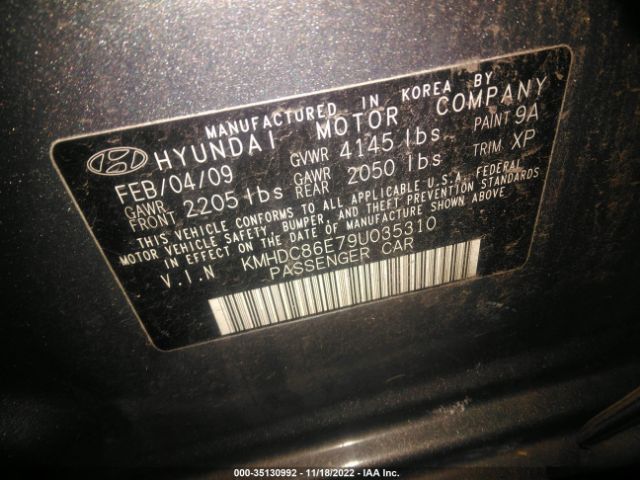 MANUFACTURED IN KOREA BY
HYUNDAI MOTOR COMPANY
FEB/04/09 GVWR 4145 lbs PAINT 9A
GAWR FRONT 2205 lbs GAWR REAR 2050 lbs TRIM XP
THIS VEHICLE CONFORMS TO ALL APPLICABLE U.S.A. FEDERAL
MOTOR VEHICLE SAFETY, BUMPER, AND THEFT PREVENTION STANDARDS
IN EFFECT ON THE DATE OF MANUFACTURE SHOWN ABOVE.
V.I.N KMHDC86E79U035310
PASSENGER CAR
000-35130992 - 11/18/2022 - IAA Inc.